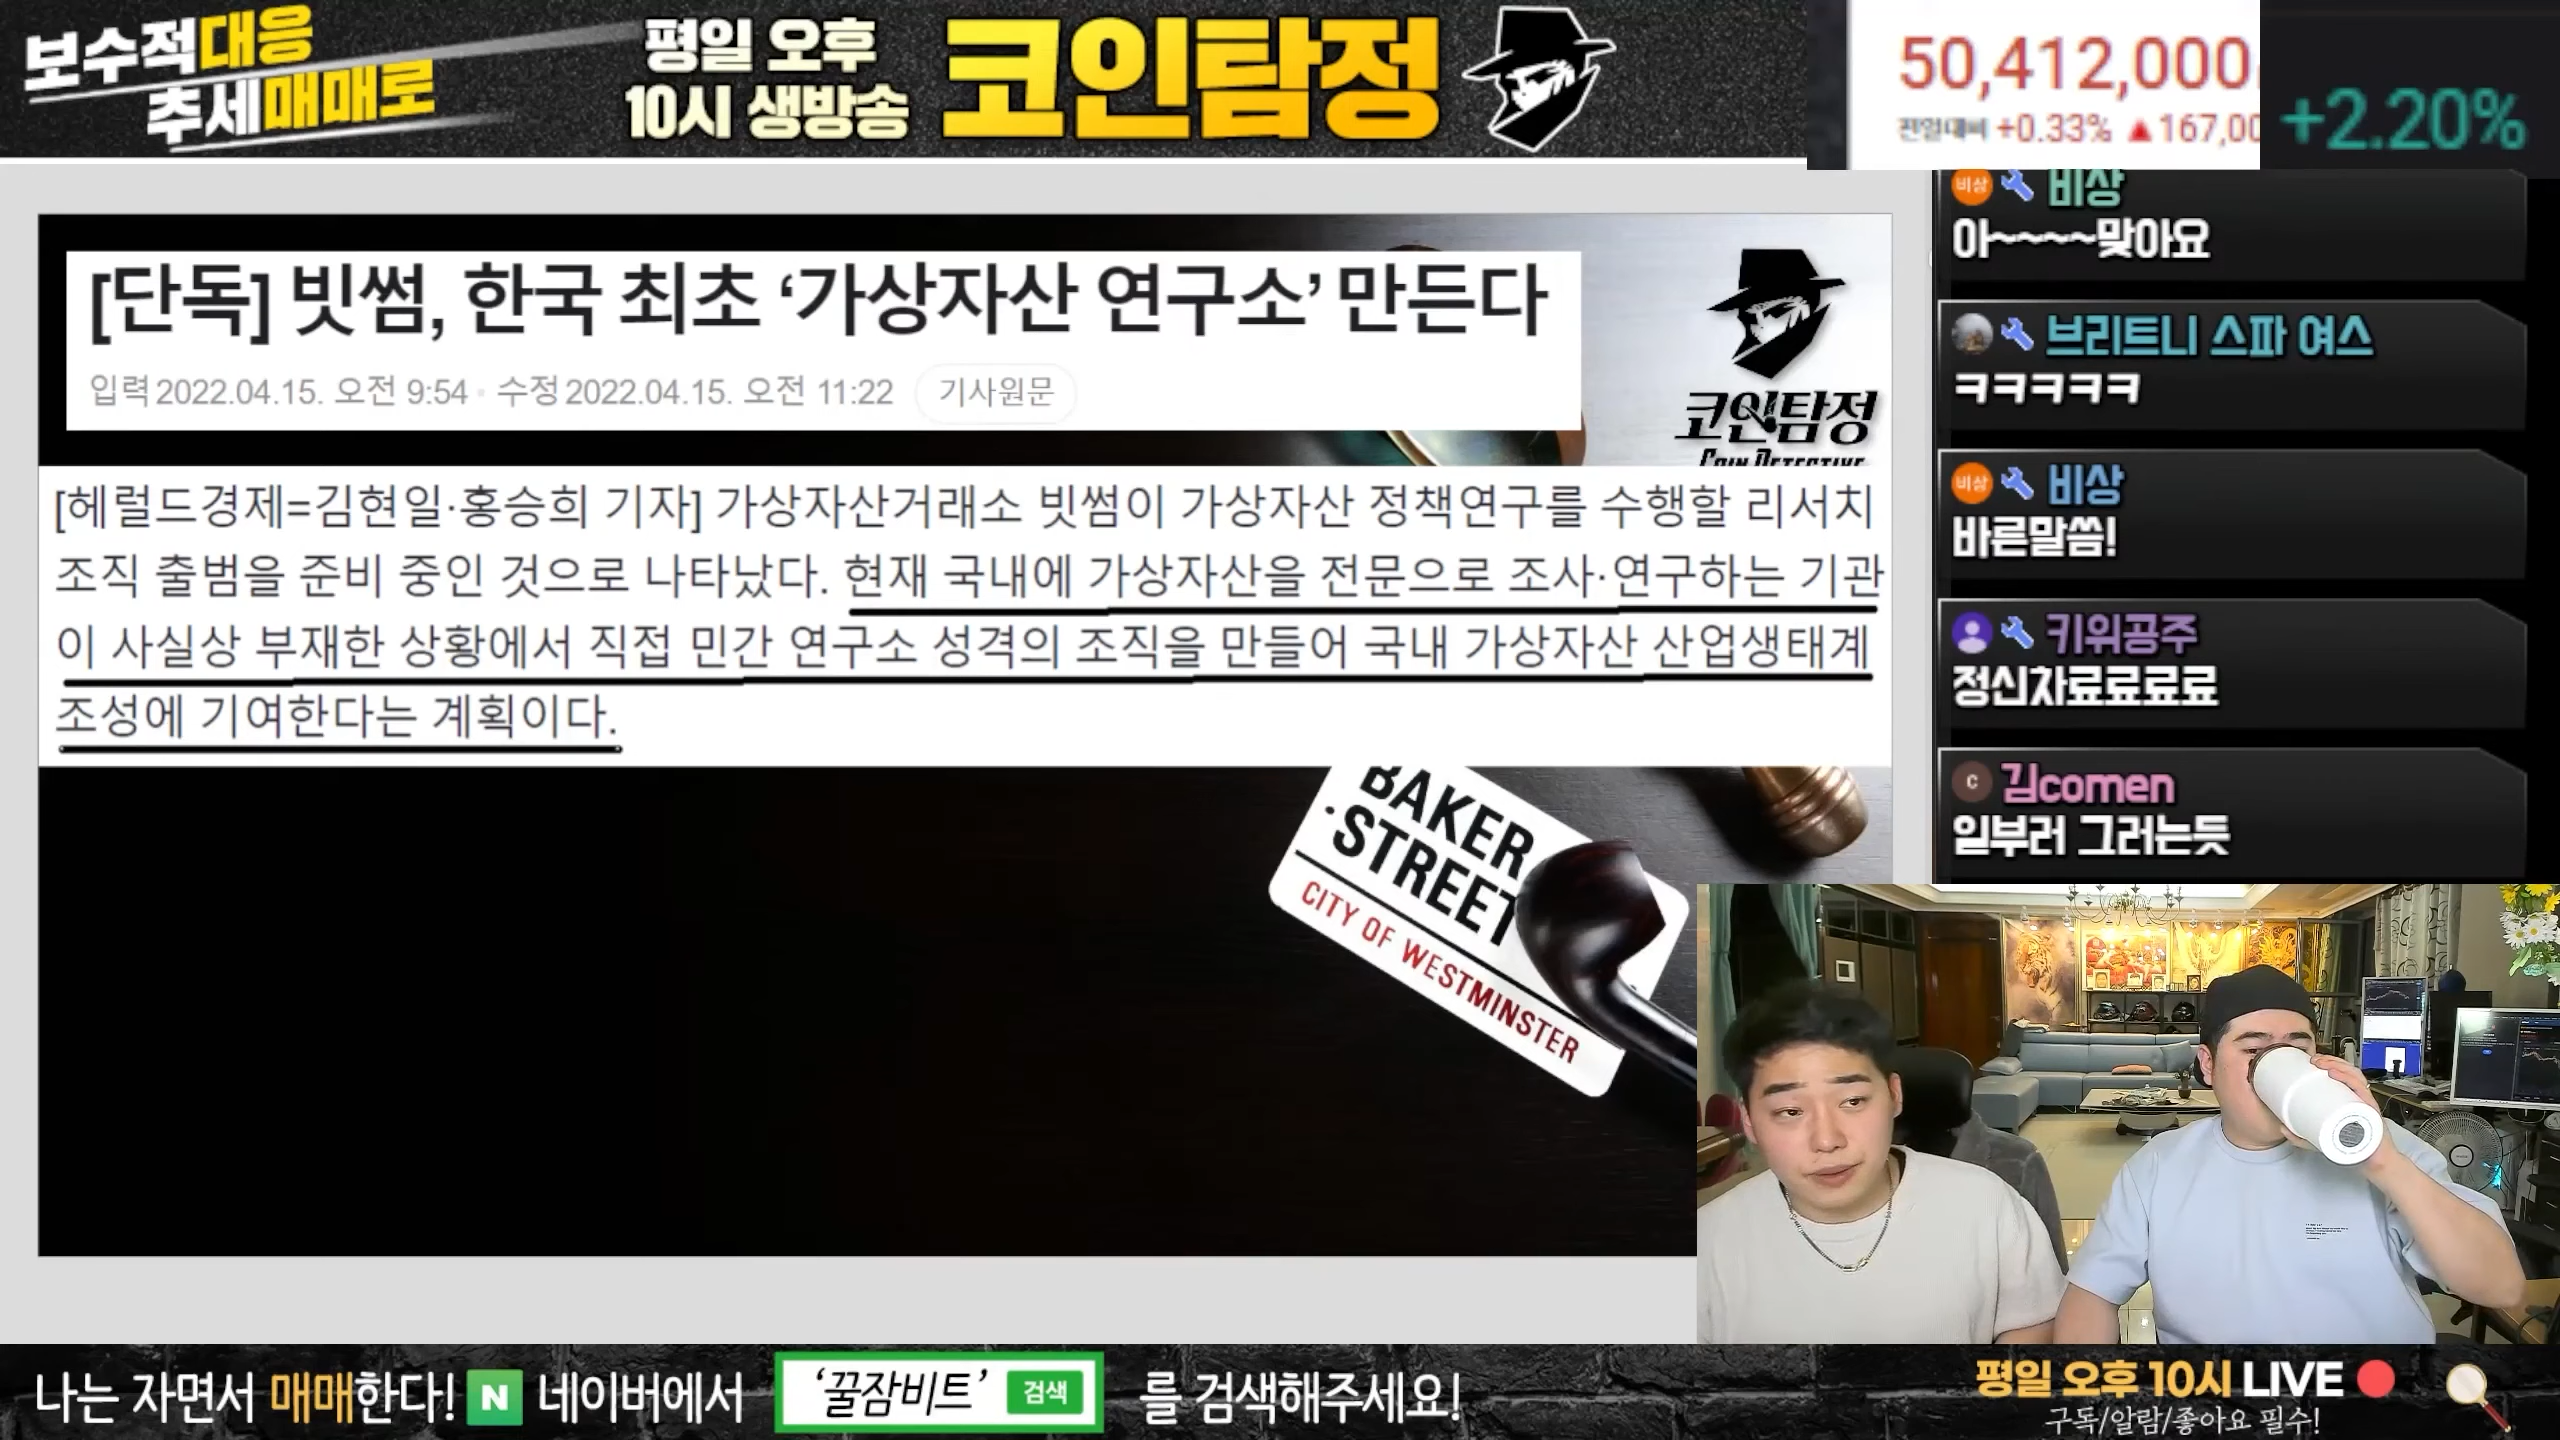 보수적대응
추세매매로
평일 오후
10시 생방송
코인탐정
50,412,000
전일대비 +0.33% ▲167,00
+2.20%
[단독] 빗썸, 한국 최초 ‘가상자산 연구소’ 만든다
입력 2022.04.15. 오전 9:54 · 수정 2022.04.15. 오전 11:22 기사원문
코인탐정
COIN DETECTIVE
[헤럴드경제=김현일·홍승희 기자] 가상자산거래소 빗썸이 가상자산 정책연구를 수행할 리서치
조직 출범을 준비 중인 것으로 나타났다. 현재 국내에 가상자산을 전문으로 조사·연구하는 기관
이 사실상 부재한 상황에서 직접 민간 연구소 성격의 조직을 만들어 국내 가상자산 산업생태계
조성에 기여한다는 계획이다.
BAKER
STREET
CITY OF WESTMINSTER
비상 비상
아~~~~맞아요
브리트니 스파 여스
ㅋㅋㅋㅋㅋ
비상 비상
바른말씀!
키위공주
정신차료료료료
C 김comen
일부러 그러는듯
나는 자면서 매매한다! N 네이버에서 ‘꿀잠비트’ 검색 를 검색해주세요!
평일 오후 10시 LIVE
구독/알람/좋아요 필수!